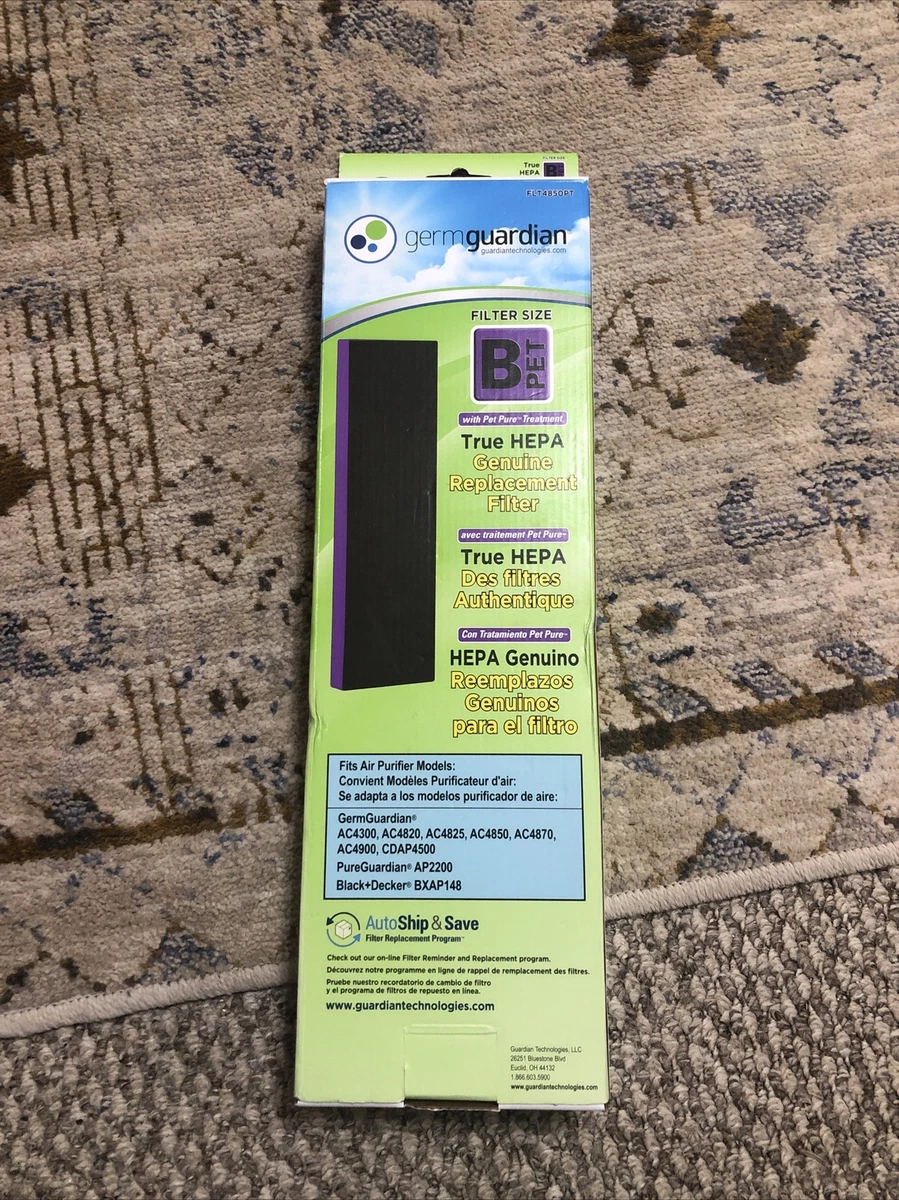 FILTER SIZE
True
HEPA
B
FLT4850PT
germguardian
guardiantechnologies.com
FILTER SIZE
B PET
with Pet Pure™ Treatment
True HEPA
Genuine
Replacement
Filter
avec traitement Pet Pure™
True HEPA
Des filtres
Authentique
Con Tratamiento Pet Pure™
HEPA Genuino
Reemplazos
Genuinos
para el filtro
Fits Air Purifier Models:
Convient Modèles Purificateur d'air:
Se adapta a los modelos purificador de aire:
GermGuardian®
AC4300, AC4820, AC4825, AC4850, AC4870,
AC4900, CDAP4500
PureGuardian® AP2200
Black+Decker® BXAP148
AutoShip & Save
Filter Replacement Program™
Check out our on-line Filter Reminder and Replacement program.
Découvrez notre programme en ligne de rappel de remplacement des filtres.
Pruebe nuestro recordatorio de cambio de filtro
y el programa de filtros de repuesto en línea.
www.guardiantechnologies.com
Guardian Technologies, LLC
26251 Bluestone Blvd
Euclid, OH 44132
1.866.603.5900
www.guardiantechnologies.com